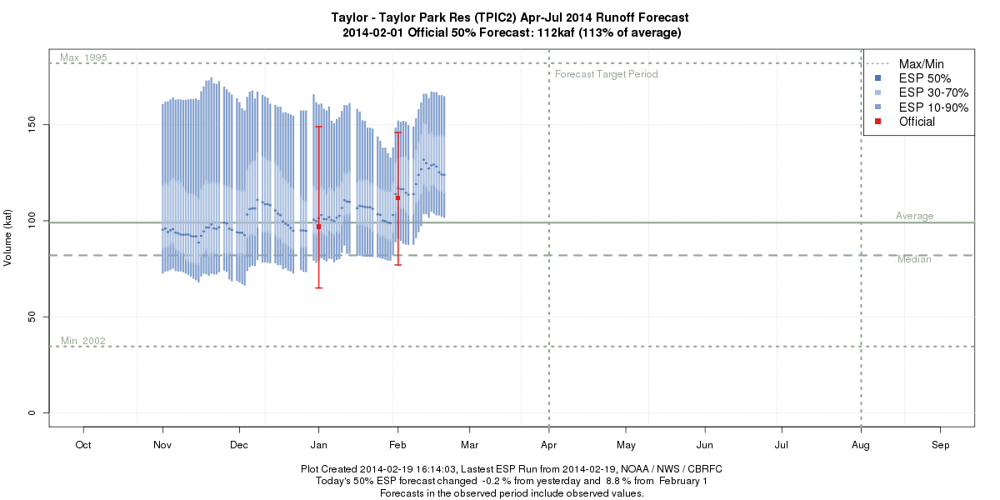 Taylor - Taylor Park Res (TPIC2) Apr-Jul 2014 Runoff Forecast
2014-02-01 Official 50% Forecast: 112kaf (113% of average)
Max 1995
Forecast Target Period
Max/Min
ESP 50%
ESP 30-70%
ESP 10-90%
Official
Average
Median
Min 2002
Volume (kaf)
150
100
50
0
Oct Nov Dec Jan Feb Mar Apr May Jun Jul Aug Sep
Plot Created 2014-02-19 16:14:03, Lastest ESP Run from 2014-02-19, NOAA / NWS / CBRFC
Today's 50% ESP forecast changed -0.2 % from yesterday and 8.8 % from February 1
Forecasts in the observed period include observed values.